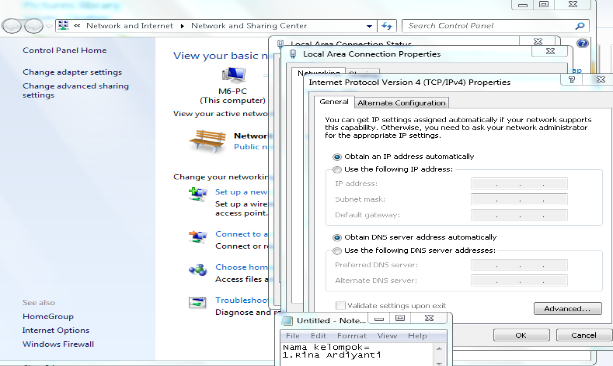 Pictures library
Network and Internet
Network and Sharing Center
Search Control Panel
Control Panel Home
Change adapter settings
Change advanced sharing
settings
See also
HomeGroup
Internet Options
Windows Firewall
View your basic n
M6-PC
(This computer)
View your active netwo
Networ
Public n
Change your networkin
Set up a new
Set up a wire
access point.
Connect to a
Connect or r
Choose hom
Access files a
Troubleshoo
Diagnose and r
Local Area Connection Status
Local Area Connection Properties
Networking
Internet Protocol Version 4 (TCP/IPv4) Properties
General
Alternate Configuration
You can get IP settings assigned automatically if your network supports
this capability. Otherwise, you need to ask your network administrator
for the appropriate IP settings.
Obtain an IP address automatically
Use the following IP address:
IP address:
Subnet mask:
Default gateway:
Obtain DNS server address automatically
Use the following DNS server addresses:
Preferred DNS server:
Alternate DNS server:
Validate settings upon exit
Advanced...
OK
Cancel
Untitled - Note...
File Edit Format View Help
Nama kelompok=
1.Rina Ardiyanti